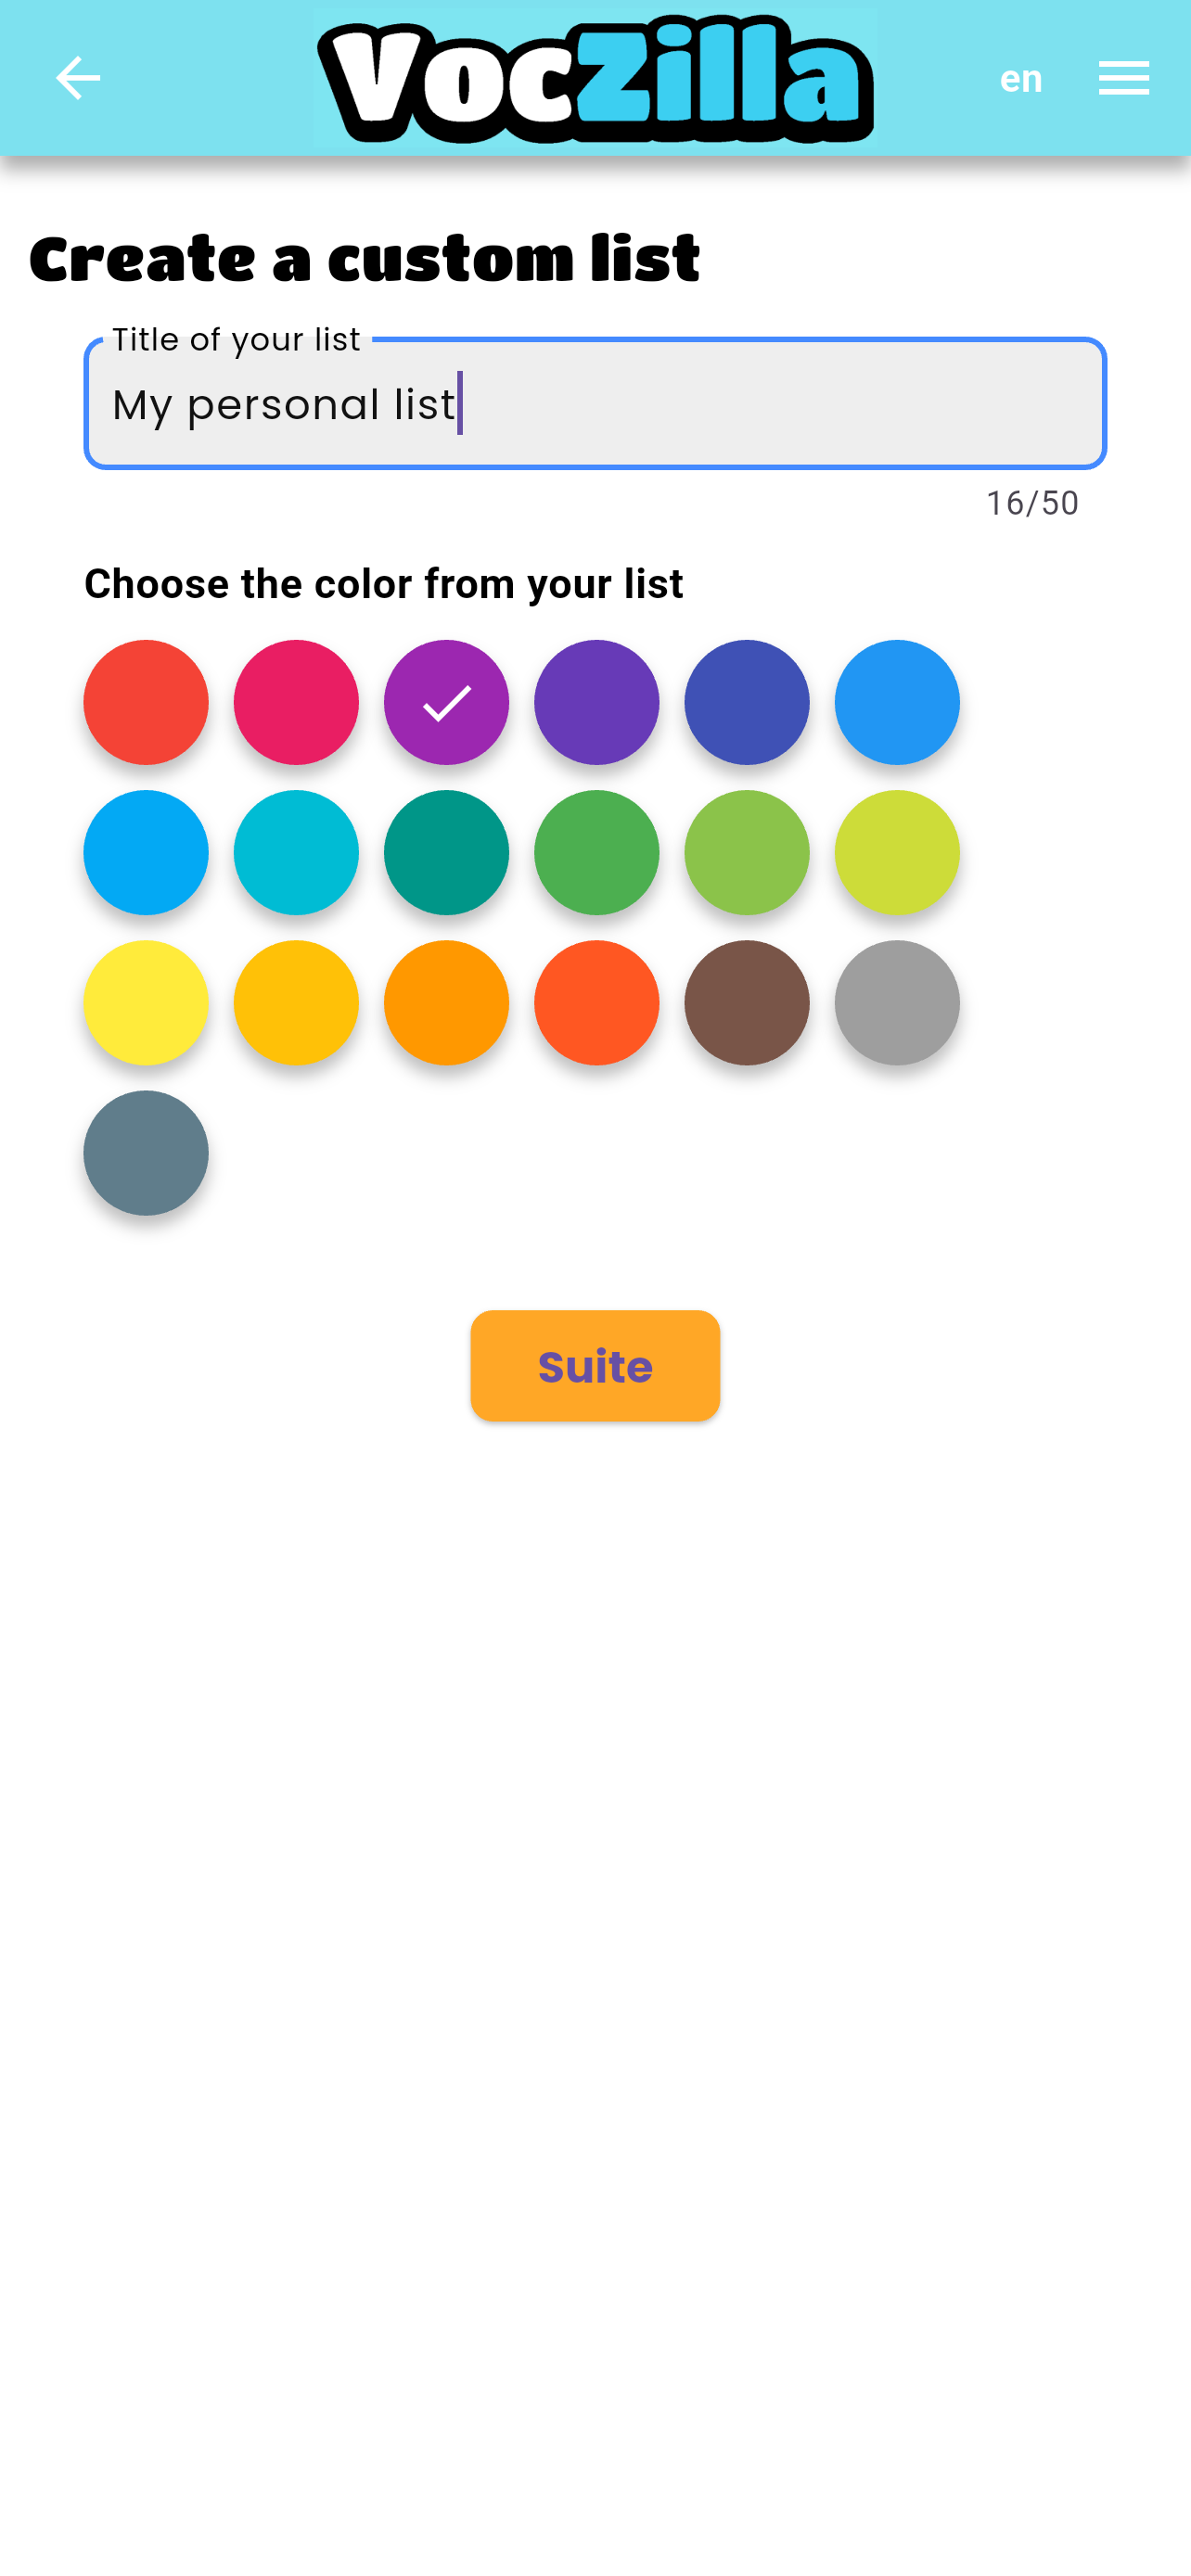 VocZilla
en
Create a custom list
Title of your list
My personal list
16/50
Choose the color from your list
Suite